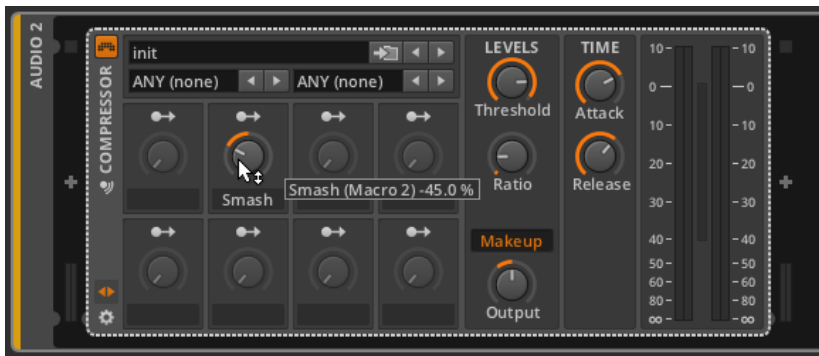 AUDIO 2
COMPRESSOR
init
ANY (none)
ANY (none)
Smash
Smash (Macro 2) -45.0 %
LEVELS
Threshold
Ratio
Makeup
Output
TIME
Attack
Release
10- -10
0- -0
10- -10
20- -20
30- -30
40- -40
50- -50
60- -60
80- -80
∞- -∞